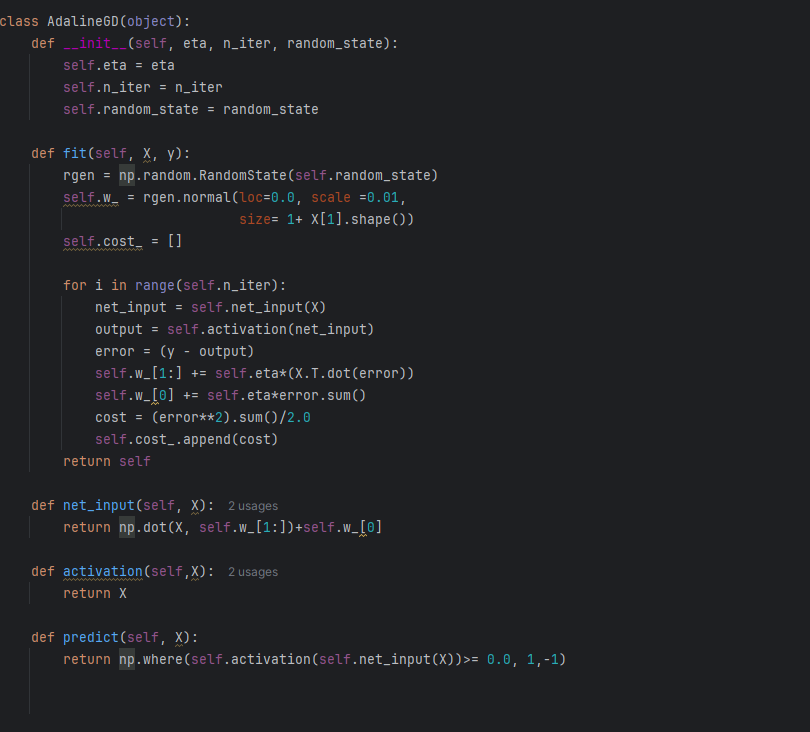 class AdalineGD(object):
    def __init__(self, eta, n_iter, random_state):
        self.eta = eta
        self.n_iter = n_iter
        self.random_state = random_state

    def fit(self, X, y):
        rgen = np.random.RandomState(self.random_state)
        self.w_ = rgen.normal(loc=0.0, scale =0.01,
                              size= 1+ X[1].shape())
        self.cost_ = []

        for i in range(self.n_iter):
            net_input = self.net_input(X)
            output = self.activation(net_input)
            error = (y - output)
            self.w_[1:] += self.eta*(X.T.dot(error))
            self.w_[0] += self.eta*error.sum()
            cost = (error**2).sum()/2.0
            self.cost_.append(cost)
        return self

    def net_input(self, X):  2 usages
        return np.dot(X, self.w_[1:])+self.w_[0]

    def activation(self,X):  2 usages
        return X

    def predict(self, X):
        return np.where(self.activation(self.net_input(X))>= 0.0, 1,-1)